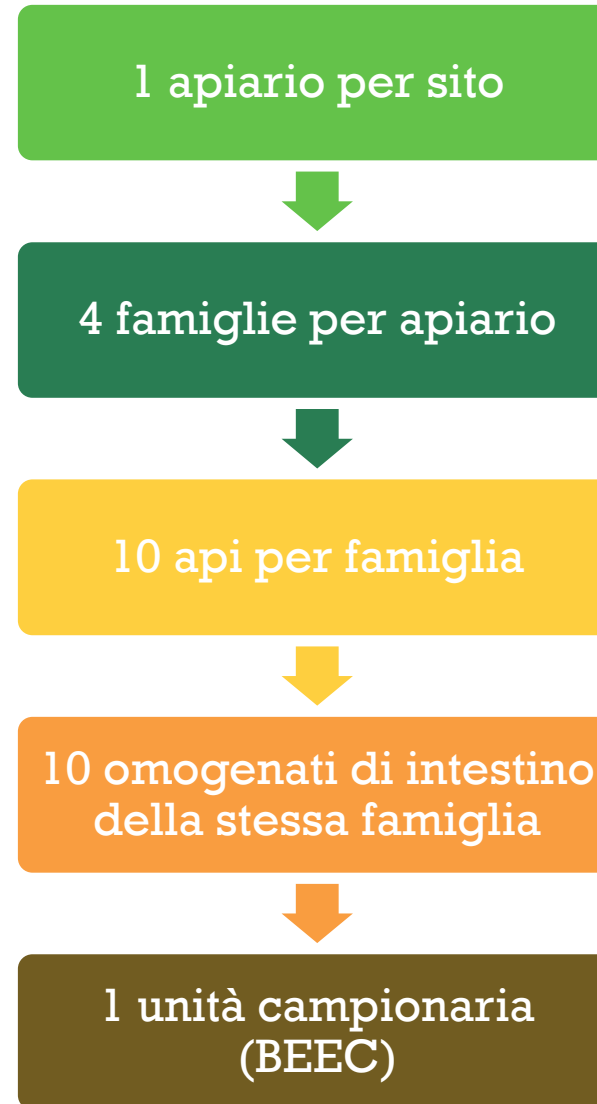 1 apiario per sito
4 famiglie per apiario
10 api per famiglia
10 omogenati di intestino
della stessa famiglia
1 unità campionaria
(BEEC)